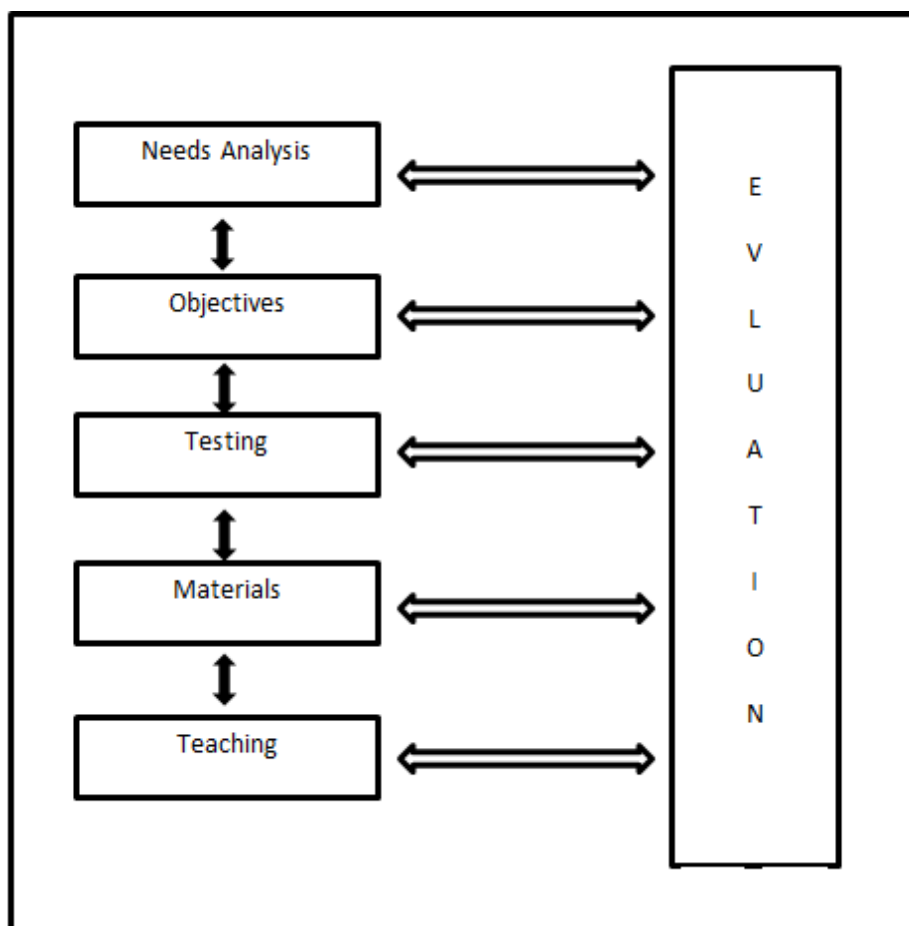 Needs Analysis
Objectives
Testing
Materials
Teaching
E
V
L
U
A
T
I
O
N